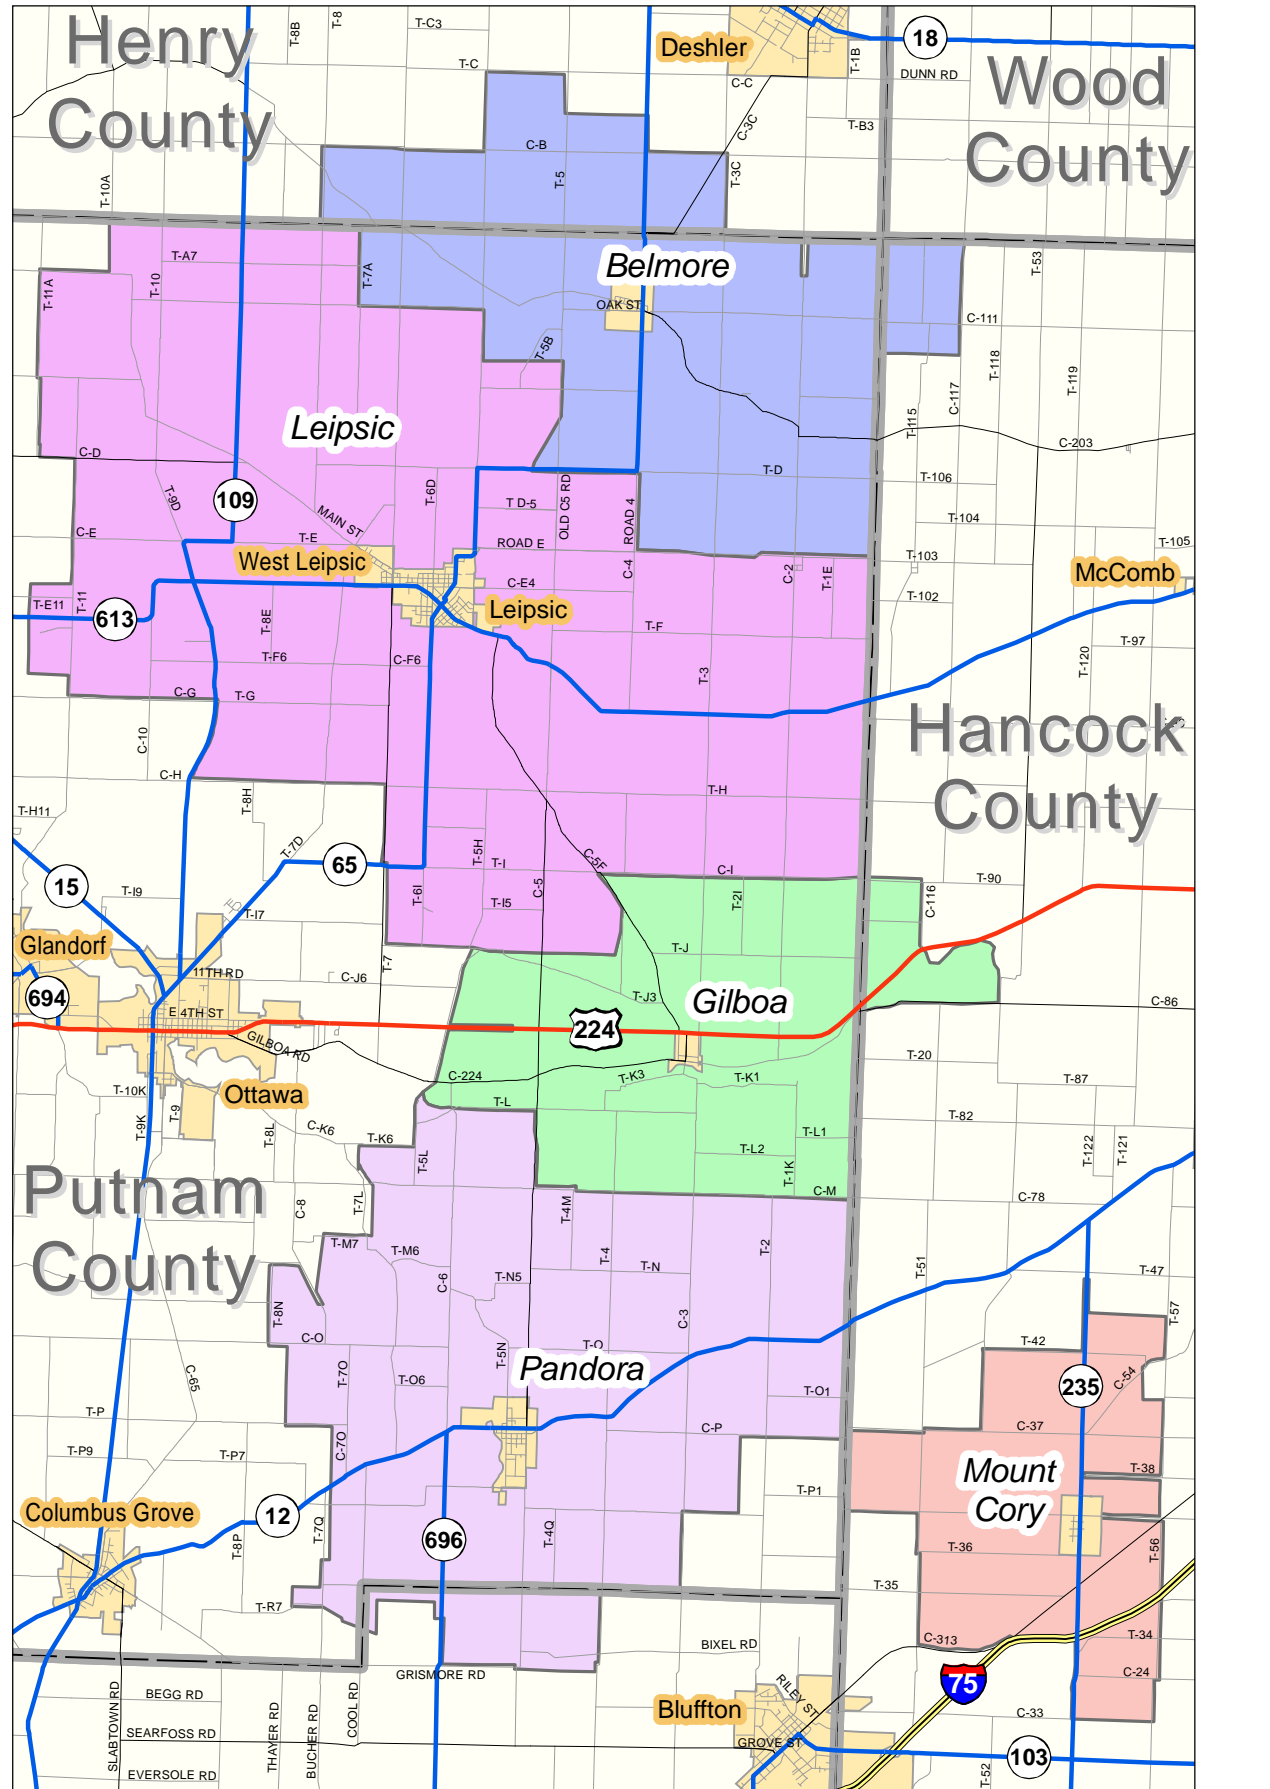 T-8
T-8B
T-C3
Henry
County
Deshler
18
T-1B
T-C
C-C
DUNN RD
Wood
County
C-3C
T-B3
C-B
T-5
T-3C
T-10A
T-A7
Belmore
T-53
T-11A
T-10
T-7A
OAK ST
C-111
T-5B
T-118
T-119
C-117
T-115
Leipsic
C-D
C-203
T-D
T-106
T-9D
109
T-6D
T D-5
OLD C5 RD
ROAD 4
MAIN ST
T-104
C-E
T-E
ROAD E
T-105
West Leipsic
C-4
C-2
T-1E
T-103
McComb
C-E4
T-E11
T-11
613
T-8E
Leipsic
T-102
T-F
T-97
T-F6
C-F6
T-3
T-120
C-G
T-G
Hancock
County
C-10
C-H
T-H
T-8H
T-H11
T-7D
65
T-5H
T-I
C-5F
C-I
T-90
15
T-I9
T-6I
C-5
T-2I
C-116
T-I5
T-I7
Glandorf
T-J
T-7
11TH RD
C-J6
694
T-J3
Gilboa
C-86
E 4TH ST
224
GILBOA RD
T-20
C-224
T-K3
T-K1
T-87
T-10K
Ottawa
T-L
T-9
T-9K
T-8L
C-K6
T-K6
T-82
T-L1
T-5L
T-L2
T-122
T-121
T-1K
C-M
Putnam
County
C-8
T-7L
T-4M
C-78
T-M7
T-M6
T-4
T-2
T-51
T-N
T-47
C-6
T-N5
T-8N
C-3
T-57
C-O
T-O
T-42
T-5N
Pandora
C-65
T-7O
T-O6
T-O1
235
C-54
T-P
C-P
C-37
T-P9
T-P7
C-7O
Mount
Cory
T-38
T-P1
Columbus Grove
12
T-7Q
T-8P
696
T-4Q
T-36
T-56
T-35
T-R7
C-313
T-34
BIXEL RD
GRISMORE RD
C-24
75
SLABTOWN RD
BEGG RD
THAYER RD
BUCHER RD
COOL RD
Bluffton
RILEY ST
C-33
SEARFOSS RD
GROVE ST
103
EVERSOLE RD
T-52